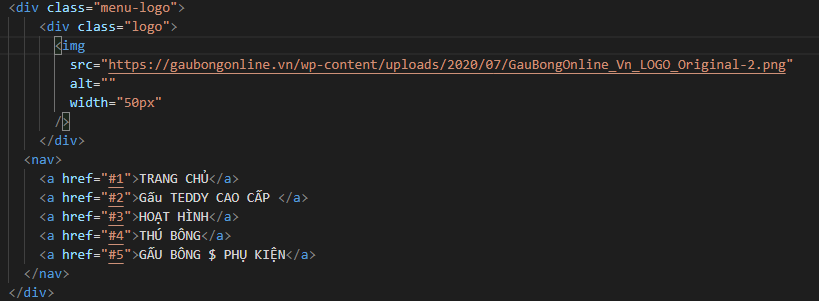 <div class="menu-logo">
<div class="logo">
<img
src="https://gaubongonline.vn/wp-content/uploads/2020/07/GauBongOnline_Vn_LOGO_Original-2.png"
alt=""
width="50px"
/>
</div>
<nav>
<a href="#1">TRANG CHỦ</a>
<a href="#2">Gấu TEDDY CAO CẤP </a>
<a href="#3">HOẠT HÌNH</a>
<a href="#4">THÚ BÔNG</a>
<a href="#5">GẤU BÔNG $ PHỤ KIỆN</a>
</nav>
</div>